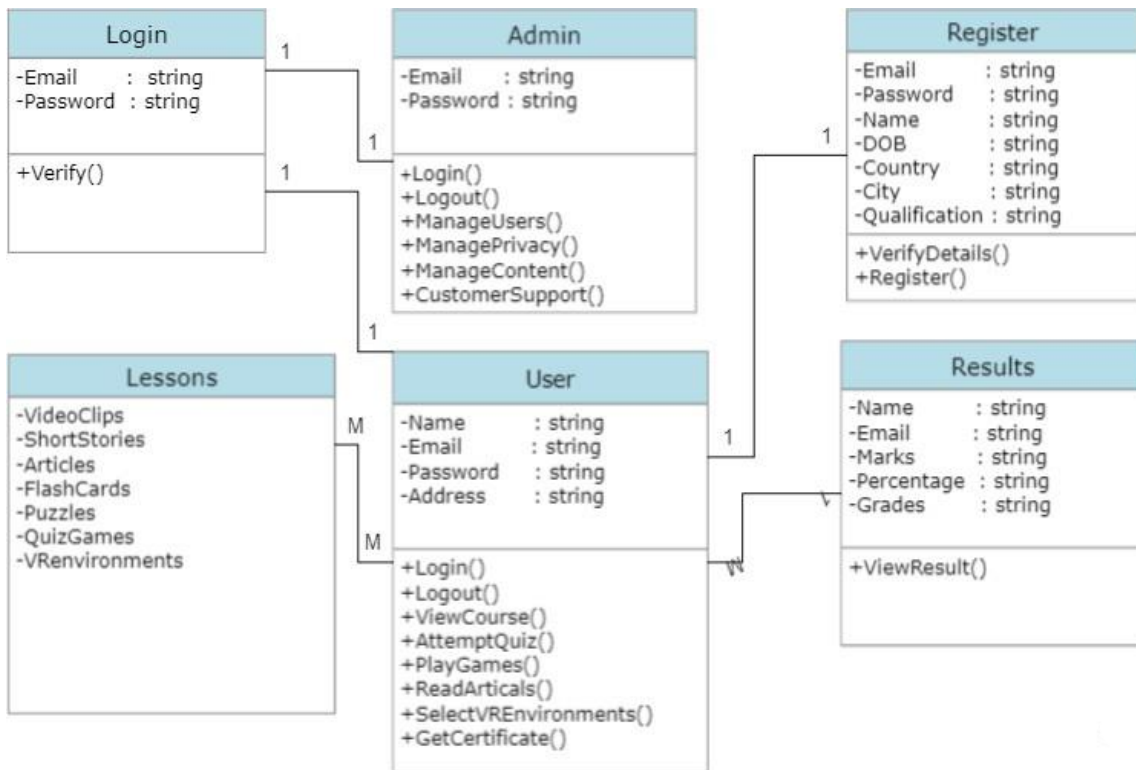 Login
-Email : string
-Password : string
+Verify()
1
1
Admin
-Email : string
-Password : string
1
+Login()
+Logout()
+ManageUsers()
+ManagePrivacy()
+ManageContent()
+CustomerSupport()
Register
-Email : string
-Password : string
-Name : string
-DOB : string
-Country : string
-City : string
-Qualification : string
1
+VerifyDetails()
+Register()
Lessons
-VideoClips
-ShortStories
-Articles
-FlashCards
-Puzzles
-QuizGames
-VRenvironments
M
M
1
User
-Name : string
-Email : string
-Password : string
-Address : string
1
+Login()
+Logout()
+ViewCourse()
+AttemptQuiz()
+PlayGames()
+ReadArticals()
+SelectVREnvironments()
+GetCertificate()
Results
-Name : string
-Email : string
-Marks : string
-Percentage : string
-Grades : string
+ViewResult()